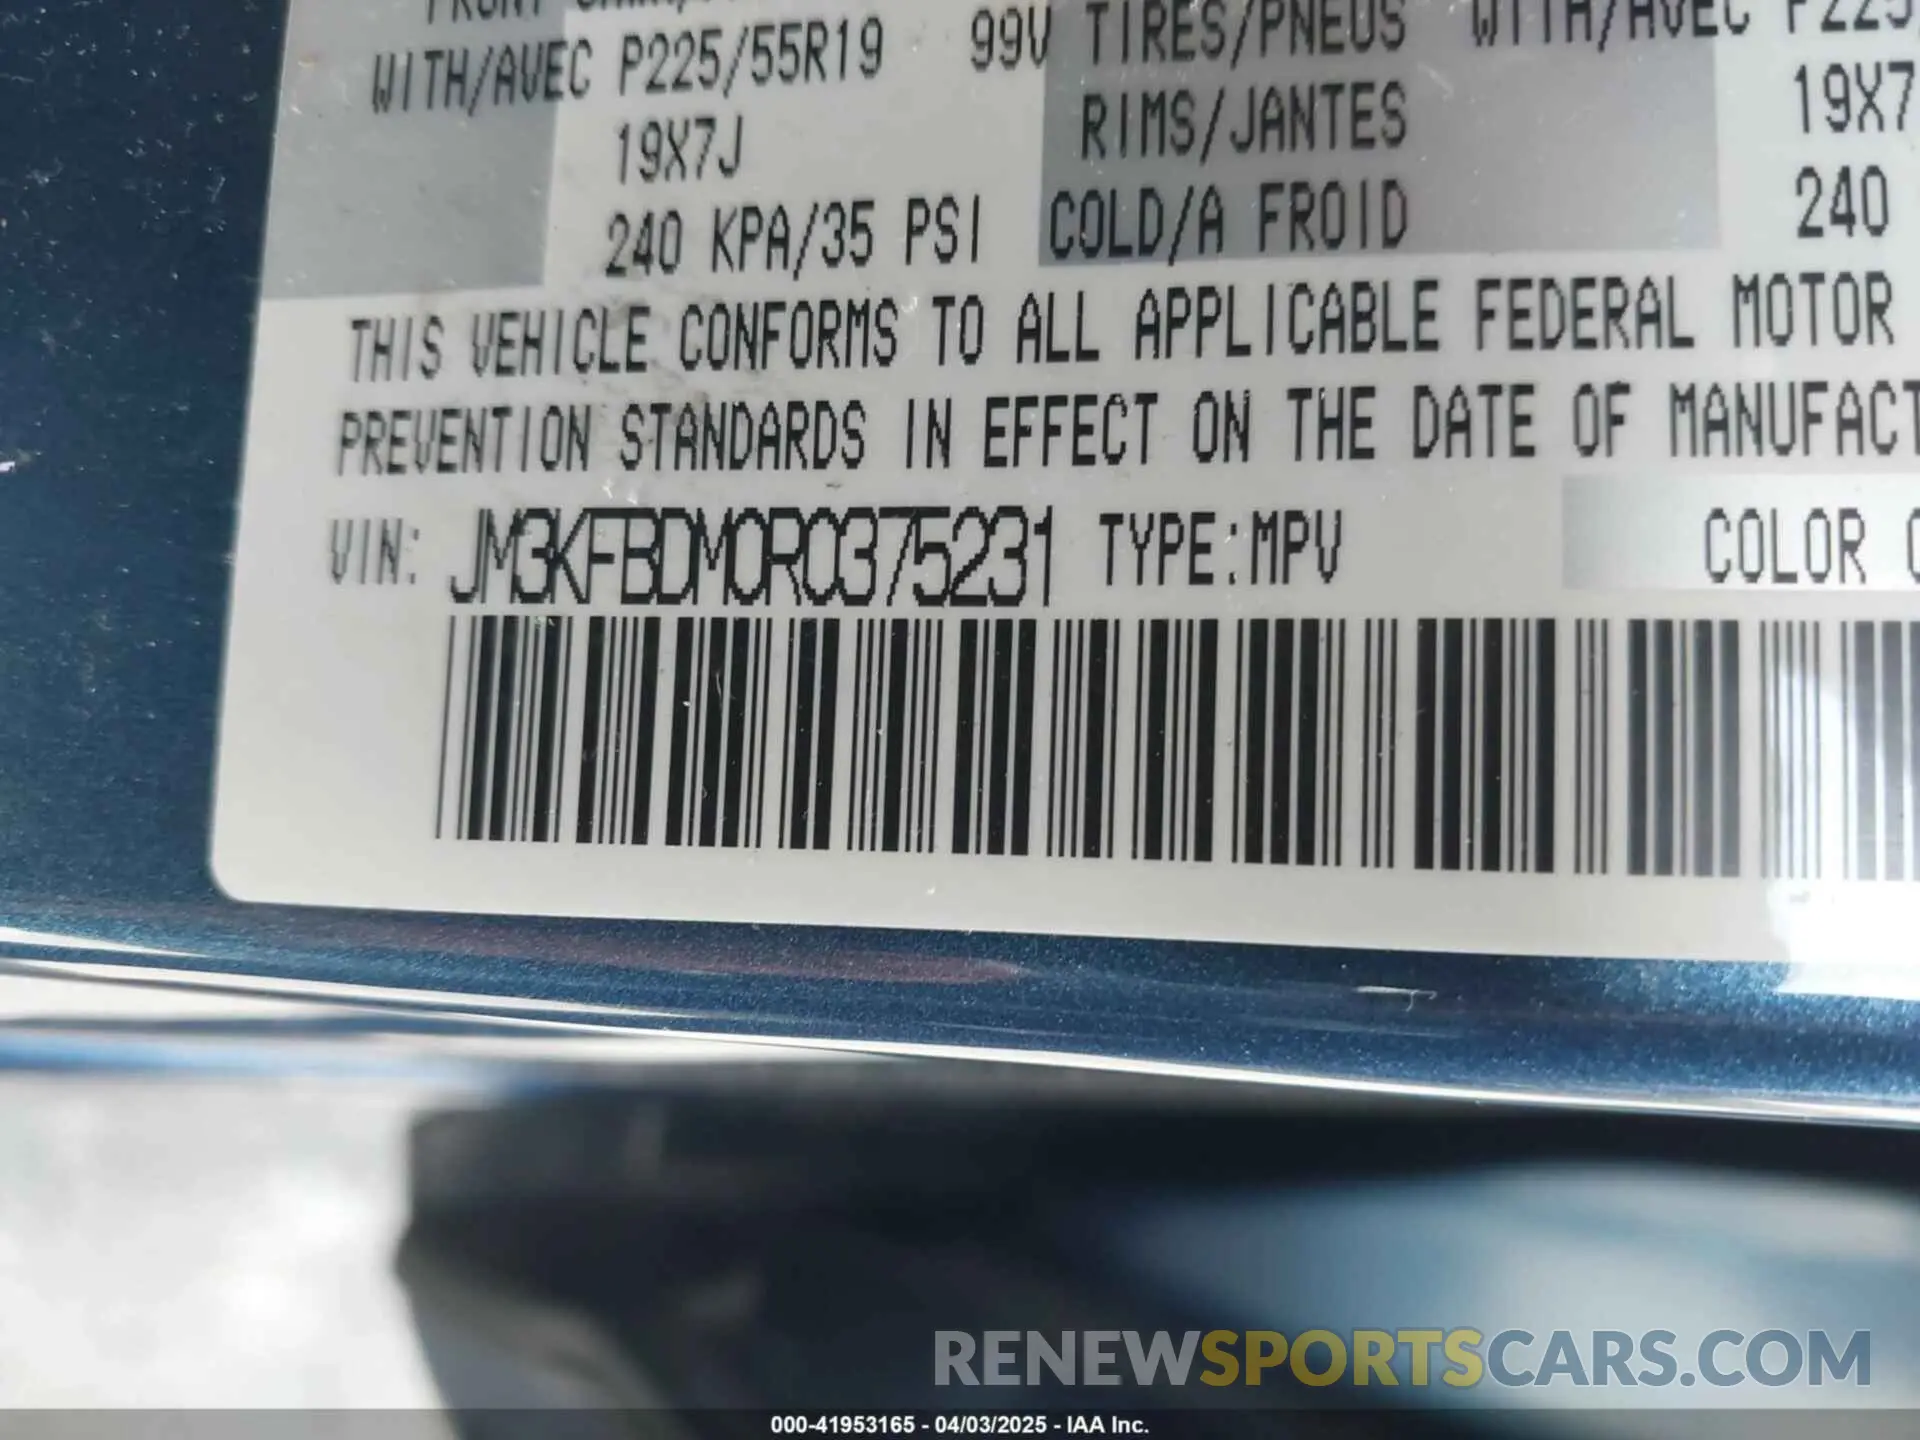 WITH/AVEC P225/55R19 99V TIRES/PNEUS WITH/AVEC P225
19X7J RIMS/JANTES 19X7
240 KPA/35 PSI COLD/A FROID 240
THIS VEHICLE CONFORMS TO ALL APPLICABLE FEDERAL MOTOR
PREVENTION STANDARDS IN EFFECT ON THE DATE OF MANUFACT
VIN: JM3KFBDM0R0375231 TYPE:MPV COLOR
RENEWSPORTSCARS.COM
000-41953165 - 04/03/2025 - IAA Inc.